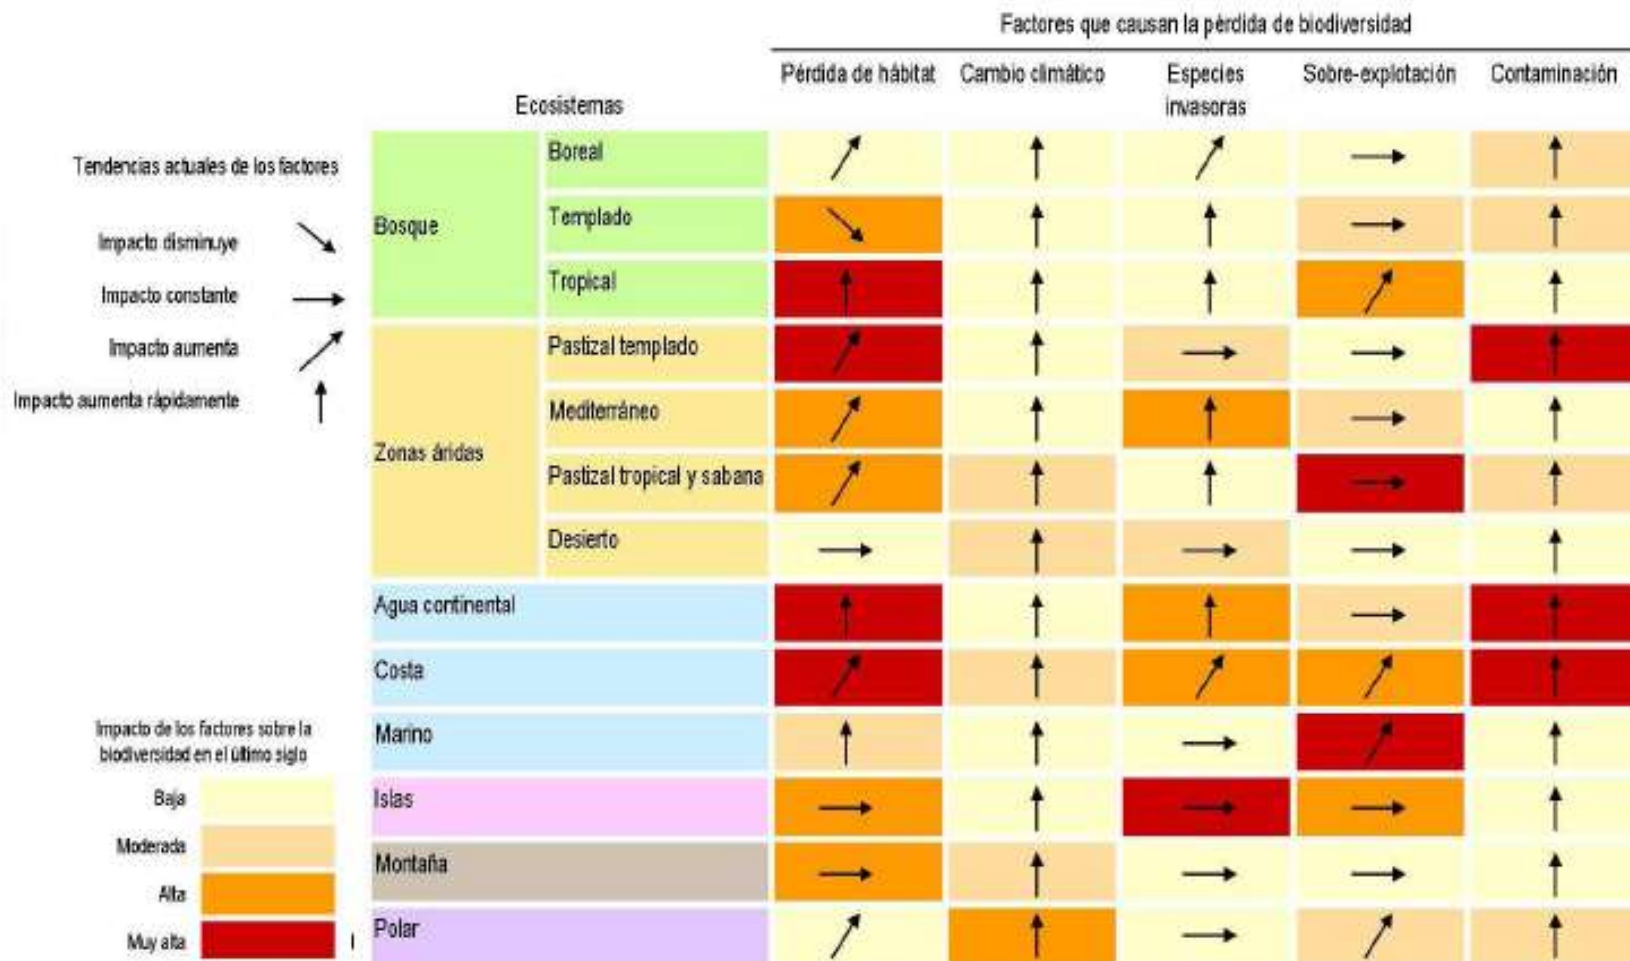 Factores que causan la pérdida de biodiversidad
Pérdida de hábitat
Cambio climático
Especies
invasoras
Sobre-explotación
Contaminación
Ecosistemas
Tendencias actuales de los factores
Impacto disminuye
Impacto constante
Impacto aumenta
Impacto aumenta rápidamente
Bosque
Boreal
Templado
Tropical
Zonas áridas
Pastizal templado
Mediterráneo
Pastizal tropical y sabana
Desierto
Agua continental
Costa
Marino
Islas
Montaña
Polar
Impacto de los factores sobre la
biodiversidad en el último siglo
Baja
Moderada
Alta
Muy alta